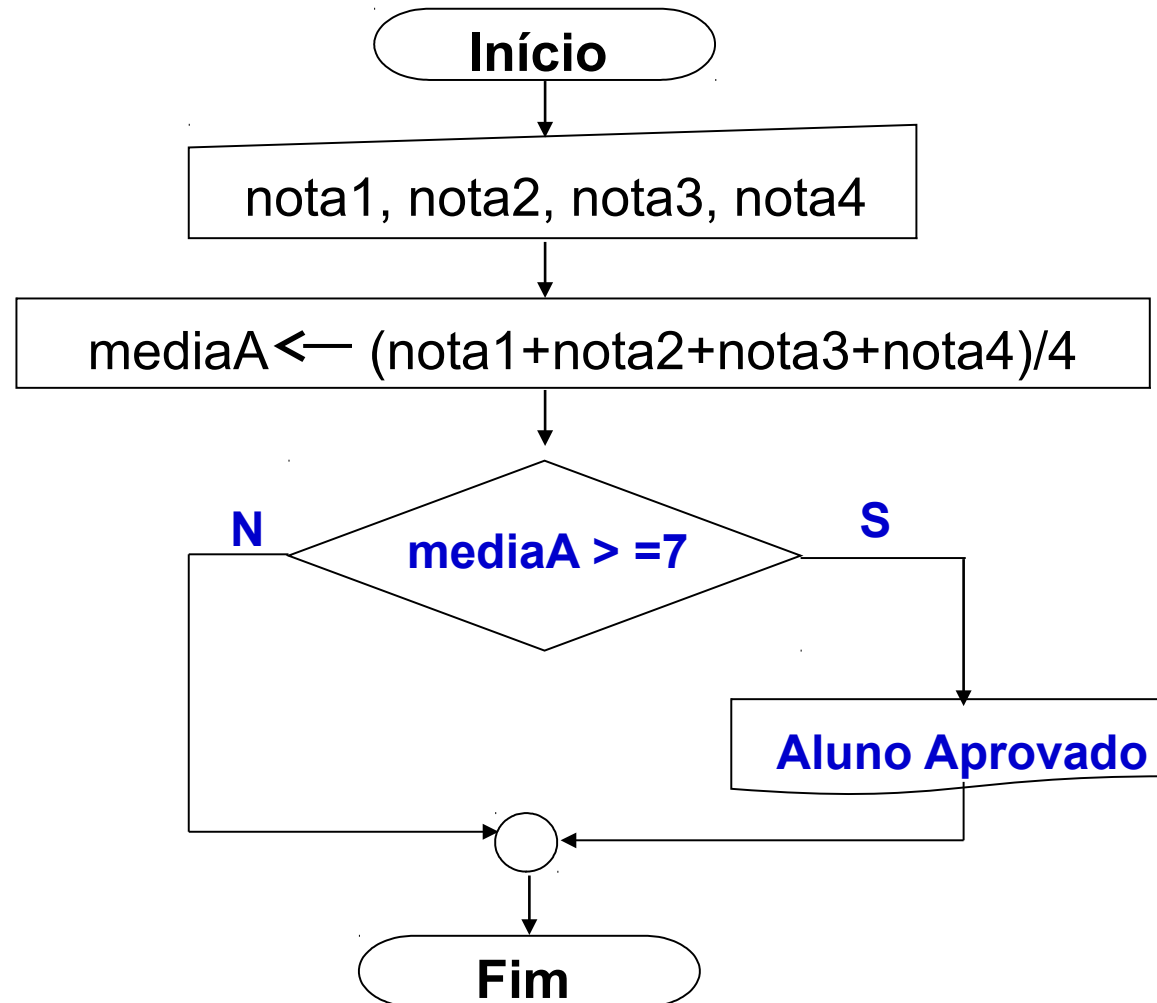 Início
nota1, nota2, nota3, nota4
mediaA <— (nota1+nota2+nota3+nota4)/4
N
mediaA > =7
S
Aluno Aprovado
Fim